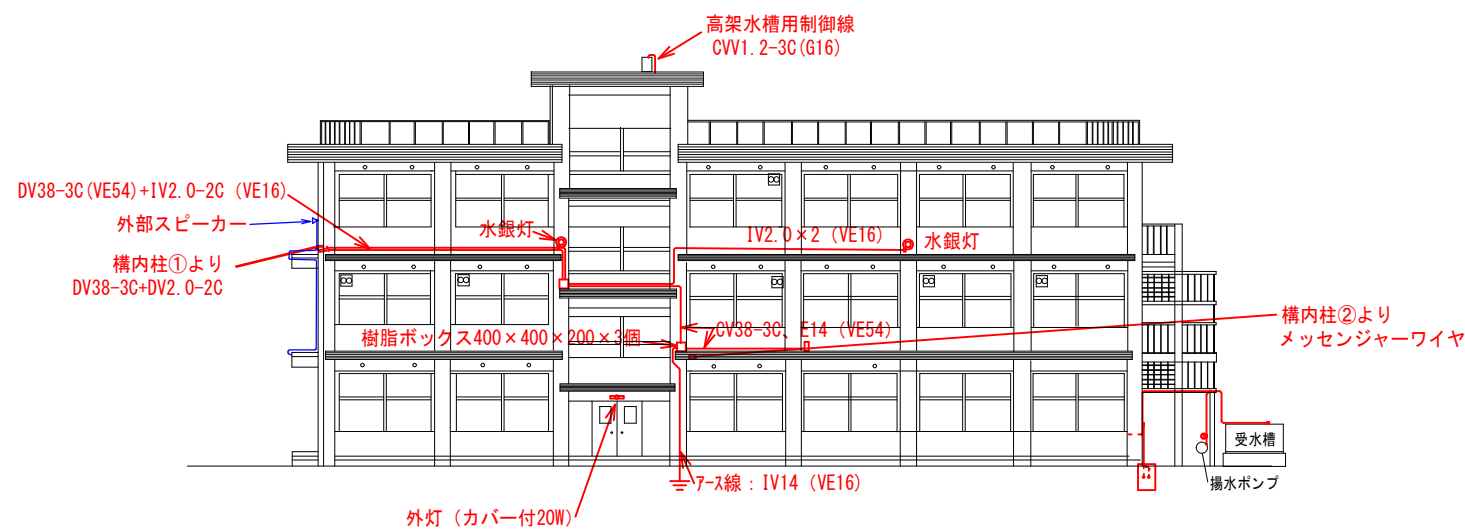 高架水槽用制御線
CVV1.2-3C(G16)
DV38-3C(VE54)+IV2.0-2C (VE16)
外部スピーカー
水銀灯
IV2.0×2 (VE16)
水銀灯
構内柱①より
DV38-3C+DV2.0-2C
樹脂ボックス400×400×200×3個
CV38-3C、E14 (VE54)
構内柱②より
メッセンジャーワイヤ
受水槽
揚水ポンプ
アース線：IV14 (VE16)
外灯 (カバー付20W)